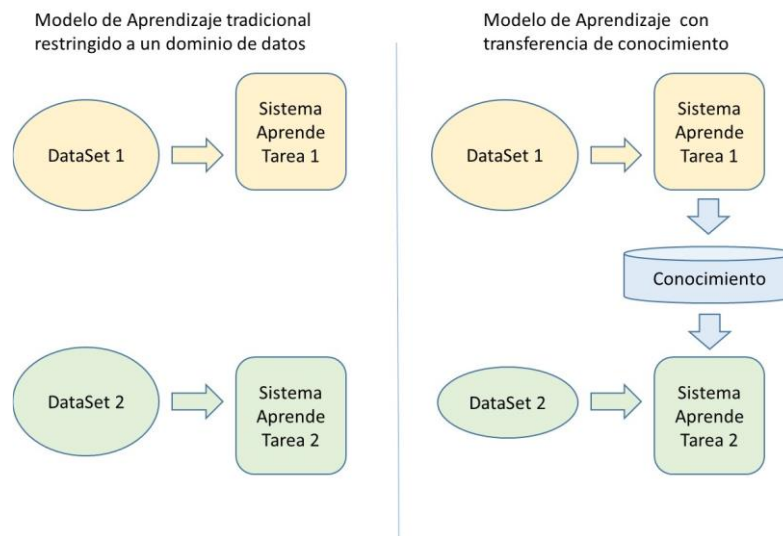 Modelo de Aprendizaje tradicional
restringido a un dominio de datos
DataSet 1
Sistema
Aprende
Tarea 1
DataSet 2
Sistema
Aprende
Tarea 2
Modelo de Aprendizaje con
transferencia de conocimiento
DataSet 1
Sistema
Aprende
Tarea 1
Conocimiento
DataSet 2
Sistema
Aprende
Tarea 2